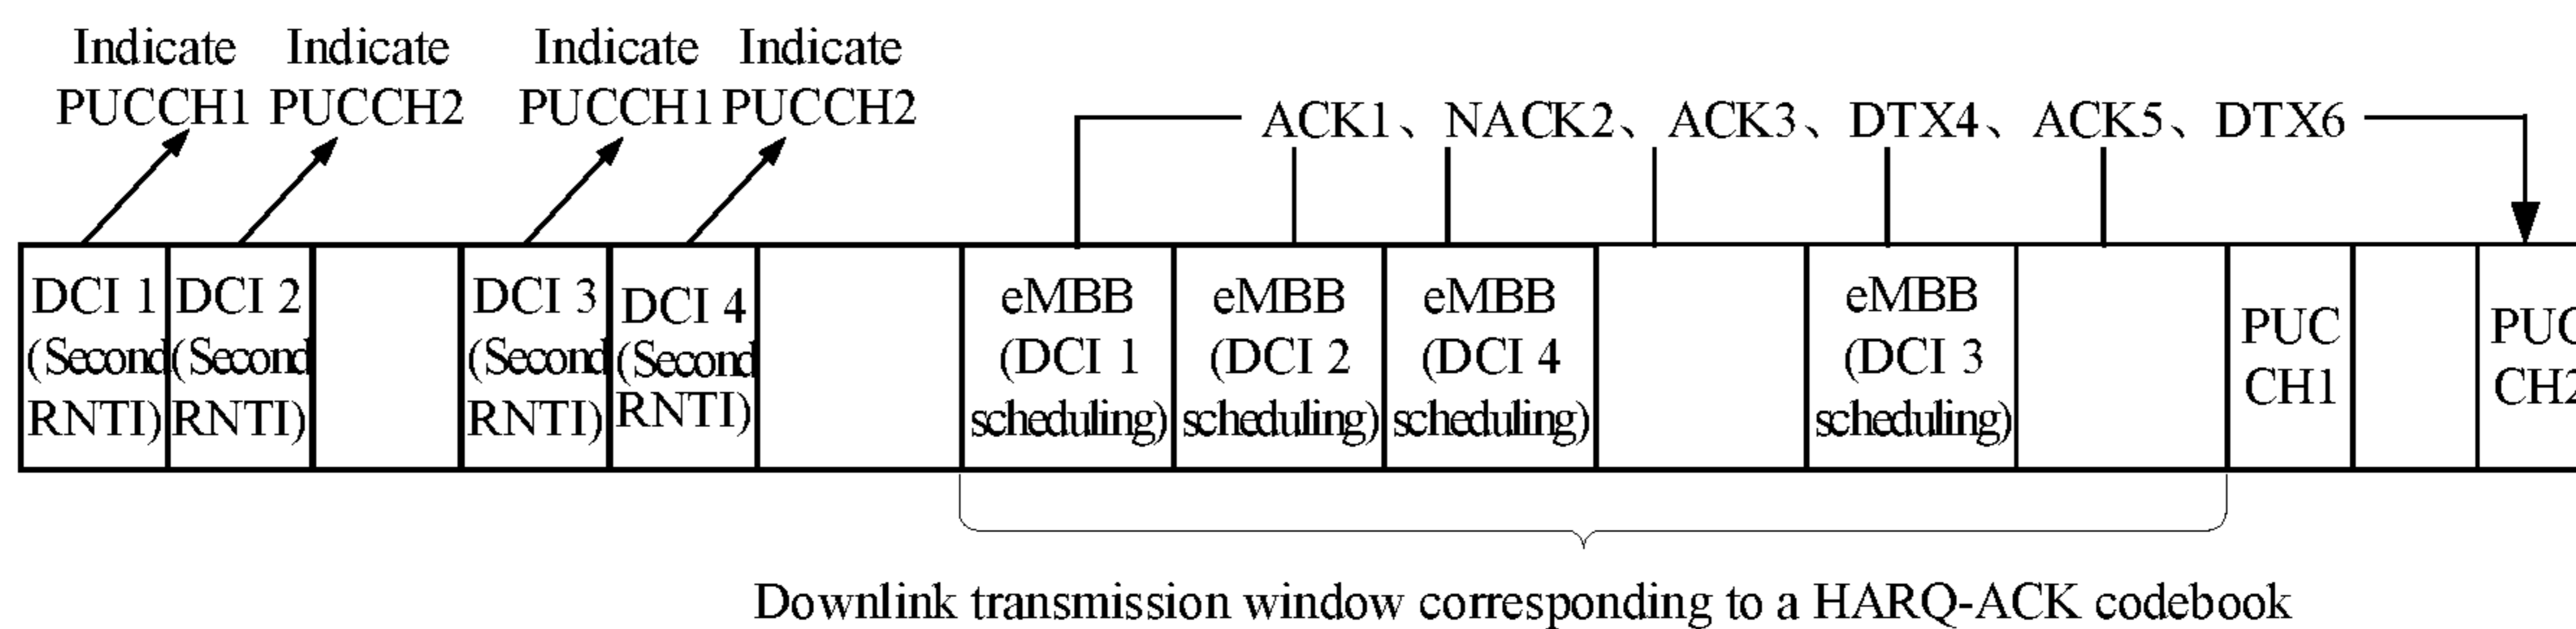 Indicate
PUCCH1
Indicate
PUCCH2
Indicate
PUCCH1
Indicate
PUCCH2
ACK1、NACK2、ACK3、DTX4、ACK5、DTX6
DCI 1
(Second
RNTI)
DCI 2
(Second
RNTI)
DCI 3
(Second
RNTI)
DCI 4
(Second
RNTI)
eMBB
(DCI 1
scheduling)
eMBB
(DCI 2
scheduling)
eMBB
(DCI 4
scheduling)
eMBB
(DCI 3
scheduling)
PUC
CH1
PUC
CH2
Downlink transmission window corresponding to a HARQ-ACK codebook